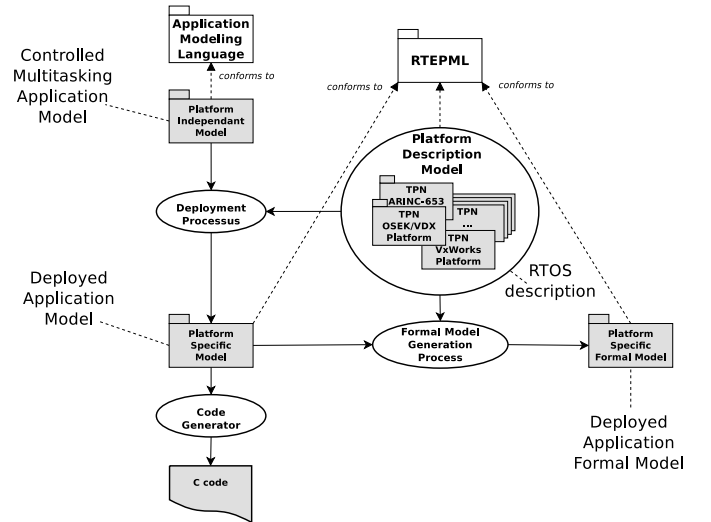 Application
Modeling
Language
RTEPML
Controlled
Multitasking
Application
Model
conforms to
conforms to
conforms to
Platform
Independant
Model
Platform
Description
Model
TPN
ARINC-653
TPN
OSEK/VDX
Platform
TPN
...
TPN
VxWorks
Platform
Deployment
Processus
RTOS
description
Deployed
Application
Model
Platform
Specific
Model
Formal Model
Generation
Process
Platform
Specific
Formal Model
Code
Generator
Deployed
Application
Formal Model
C code